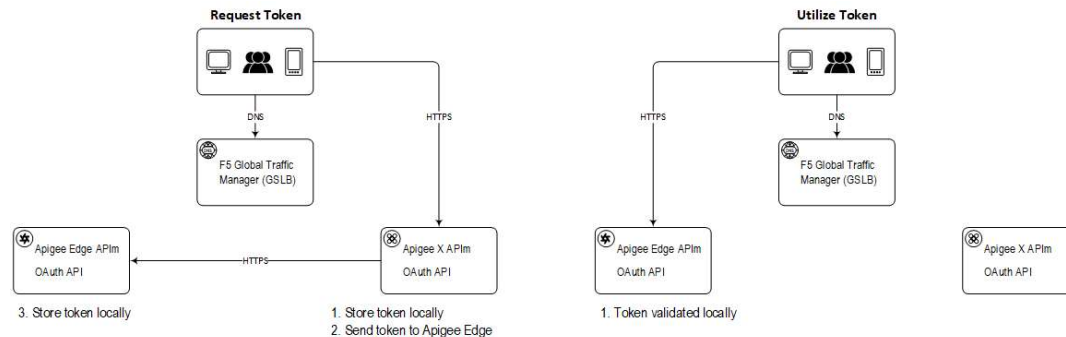 Request Token
DNS
HTTPS
F5 Global Traffic
Manager (GSLB)
Apigee Edge APIm
OAuth API
HTTPS
Apigee X APIm
OAuth API
3. Store token locally
1. Store token locally
2. Send token to Apigee Edge
Utilize Token
HTTPS
DNS
F5 Global Traffic
Manager (GSLB)
Apigee Edge APIm
OAuth API
Apigee X APIm
OAuth API
1. Token validated locally